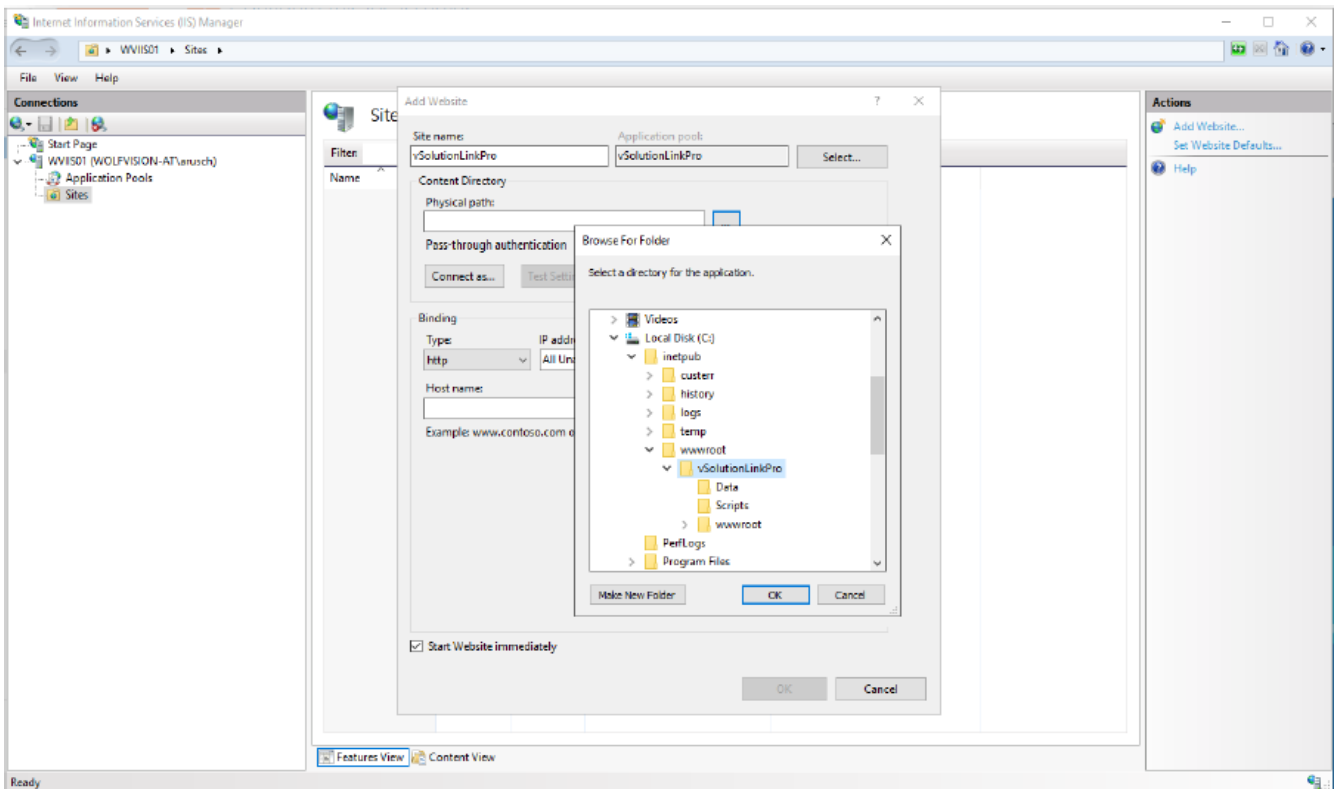 Internet Information Services (IIS) Manager
WVIIS01 Sites
File View Help
Connections
Start Page
WVIIS01 (WOLFVISION-AT\arusch)
Application Pools
Sites
Filter:
Name
Add Website
Site name:
Application pool:
vSolutionLinkPro
vSolutionLinkPro
Select...
Content Directory
Physical path:
...
Pass-through authentication
Connect as...
Binding
Type:
http
All
Host name:
Example: www.contoso.com
Start Website immediately
OK
Cancel
Browse For Folder
Select a directory for the application.
Videos
Local Disk (C:)
inetpub
custerr
history
logs
temp
wwwroot
vSolutionLinkPro
Data
Scripts
wwwroot
PerfLogs
Program Files
Make New Folder
OK
Cancel
Actions
Add Website...
Set Website Defaults...
Help
Features View
Content View
Ready